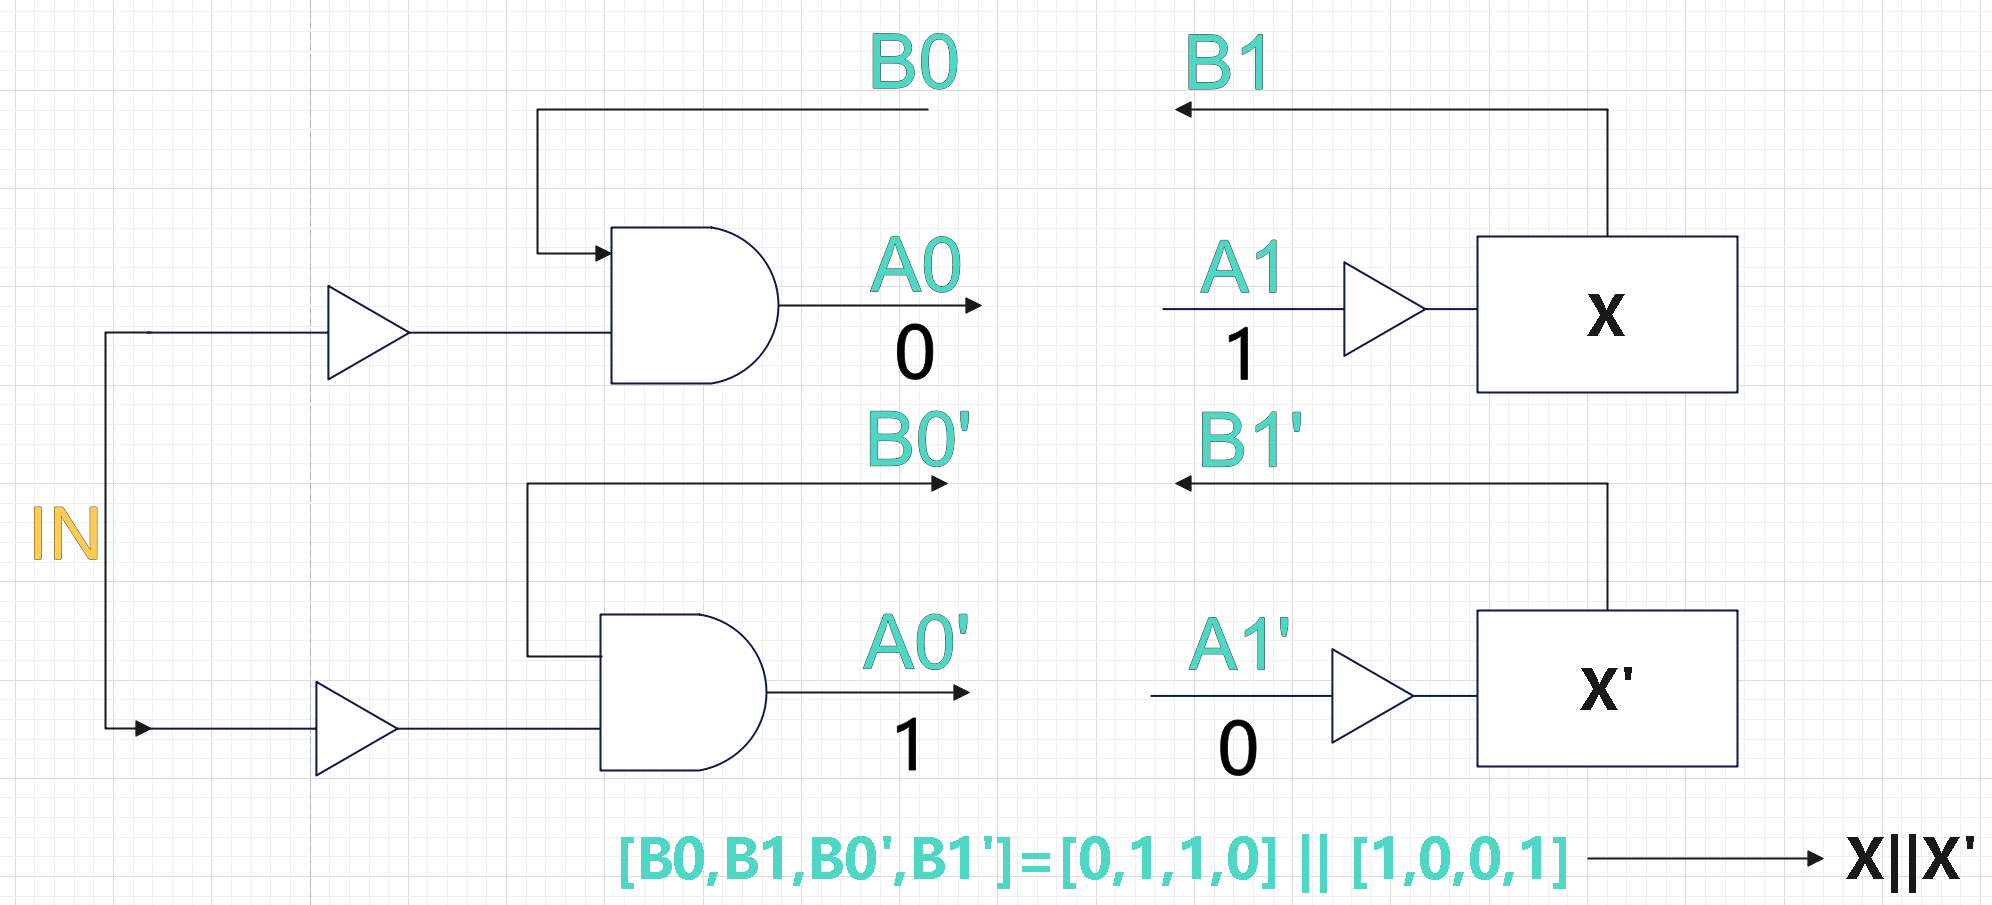 B0 B1
A0 A1
X
0 1
B0' B1'
IN
A0' A1'
X'
1 0
[B0,B1,B0',B1']=[0,1,1,0] || [1,0,0,1] X||X'